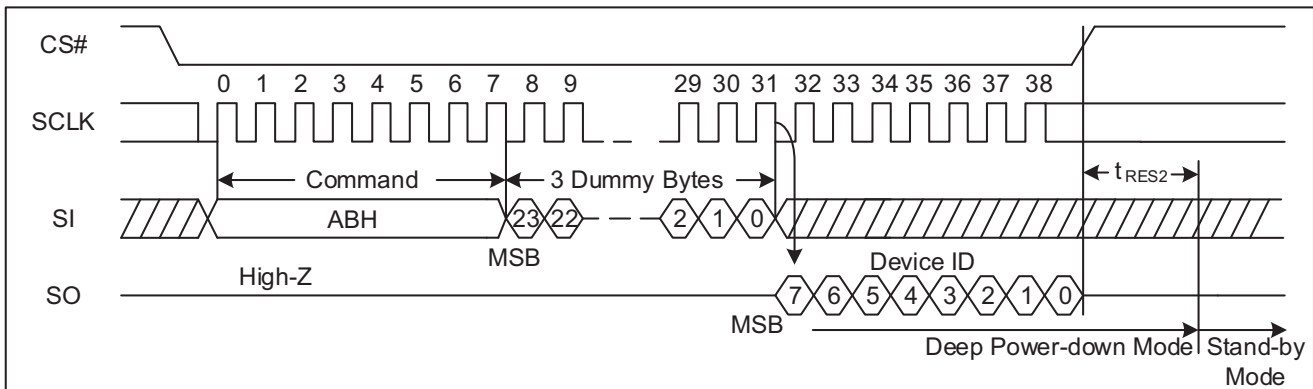 CS#
0 1 2 3 4 5 6 7 8 9 29 30 31 32 33 34 35 36 37 38
SCLK
Command 3 Dummy Bytes tRES2
SI ABH 23 22 2 1 0
MSB
High-Z Device ID
SO 7 6 5 4 3 2 1 0
MSB
Deep Power-down Mode Stand-by
Mode